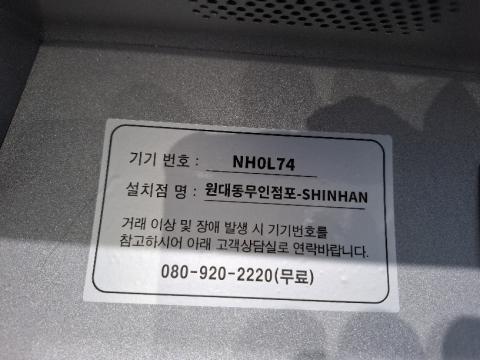 기기 번호 : NH0L74
설치점 명 : 원대동무인점포-SHINHAN
거래 이상 및 장애 발생 시 기기번호를
참고하시어 아래 고객상담실로 연락바랍니다.
080-920-2220(무료)